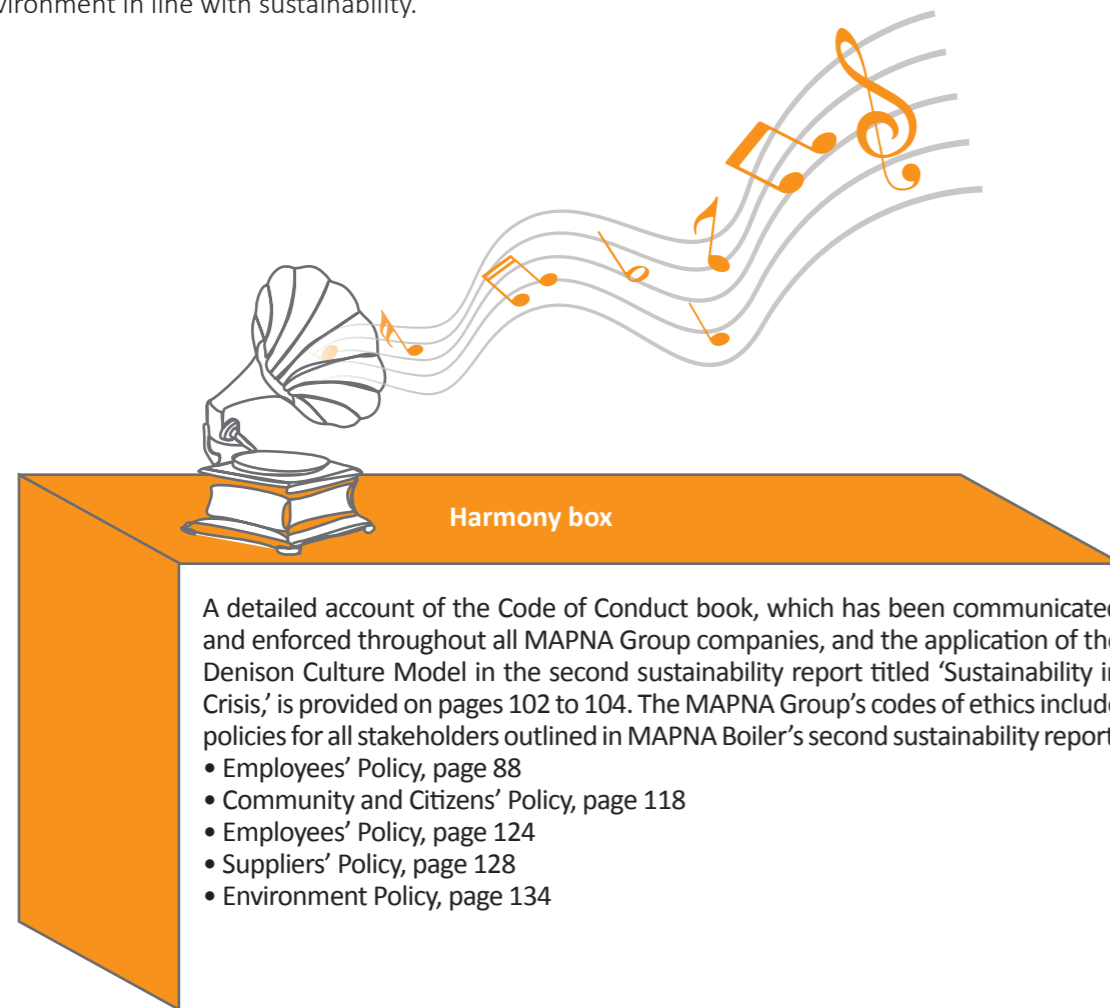 vironment in line with sustainability.
Harmony box
A detailed account of the Code of Conduct book, which has been communicated
and enforced throughout all MAPNA Group companies, and the application of the
Denison Culture Model in the second sustainability report titled ‘Sustainability in
Crisis,’ is provided on pages 102 to 104. The MAPNA Group’s codes of ethics include
policies for all stakeholders outlined in MAPNA Boiler’s second sustainability report
• Employees’ Policy, page 88
• Community and Citizens’ Policy, page 118
• Employees’ Policy, page 124
• Suppliers’ Policy, page 128
• Environment Policy, page 134